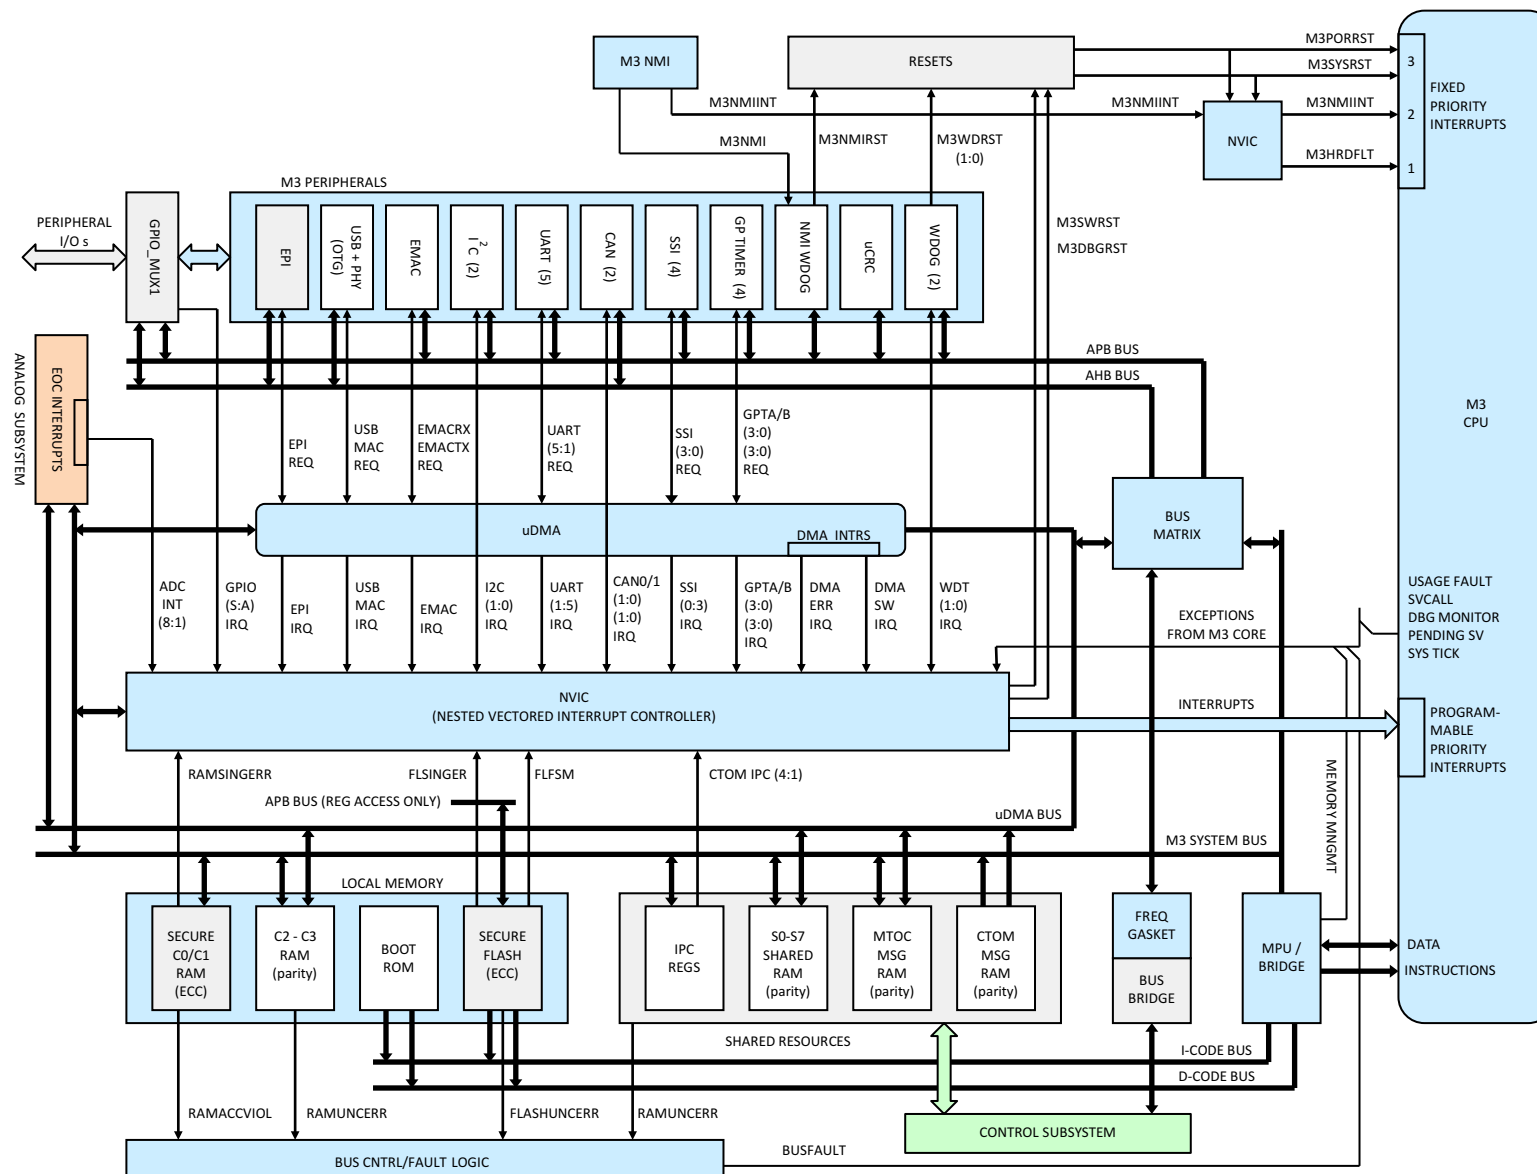 M3 NMI
RESETS
M3PORRST
M3SYSRST
3
M3NMIINT
M3NMIINT
2
FIXED
PRIORITY
INTERRUPTS
NVIC
M3NMI
M3NMIRST
M3WDRST
(1:0)
M3HRDFLT
1
M3 PERIPHERALS
PERIPHERAL
I/O s
GPIO_MUX1
EPI
USB + PHY
(OTG)
EMAC
I2C (2)
UART (5)
CAN (2)
SSI (4)
GP TIMER (4)
NMI WDOG
uCRC
WDOG (2)
M3SWRST
M3DBGRST
APB BUS
AHB BUS
ANALOG SUBSYSTEM
EOC INTERRUPTS
M3
CPU
EPI
REQ
USB
MAC
REQ
EMACRX
EMACTX
REQ
UART
(5:1)
REQ
SSI
(3:0)
REQ
GPTA/B
(3:0)
(3:0)
REQ
BUS
MATRIX
uDMA
DMA INTRS
ADC
INT
(8:1)
GPIO
(S:A)
IRQ
EPI
IRQ
USB
MAC
IRQ
EMAC
IRQ
I2C
(1:0)
IRQ
UART
(1:5)
IRQ
CAN0/1
(1:0)
(1:0)
IRQ
SSI
(0:3)
IRQ
GPTA/B
(3:0)
(3:0)
IRQ
DMA
ERR
IRQ
DMA
SW
IRQ
WDT
(1:0)
IRQ
EXCEPTIONS
FROM M3 CORE
USAGE FAULT
SVCALL
DBG MONITOR
PENDING SV
SYS TICK
NVIC
(NESTED VECTORED INTERRUPT CONTROLLER)
INTERRUPTS
PROGRAM-
MABLE
PRIORITY
INTERRUPTS
RAMSINGERR
FLSINGER
FLFSM
CTOM IPC (4:1)
MEMORY MNGMT
APB BUS (REG ACCESS ONLY)
uDMA BUS
M3 SYSTEM BUS
LOCAL MEMORY
SECURE
C0/C1
RAM
(ECC)
C2 - C3
RAM
(parity)
BOOT
ROM
SECURE
FLASH
(ECC)
IPC
REGS
S0-S7
SHARED
RAM
(parity)
MTOC
MSG
RAM
(parity)
CTOM
MSG
RAM
(parity)
FREQ
GASKET
BUS
BRIDGE
MPU /
BRIDGE
DATA
INSTRUCTIONS
SHARED RESOURCES
I-CODE BUS
D-CODE BUS
RAMACCVIOL
RAMUNCERR
FLASHUNCERR
RAMUNCERR
CONTROL SUBSYSTEM
BUS CNTRL/FAULT LOGIC
BUSFAULT